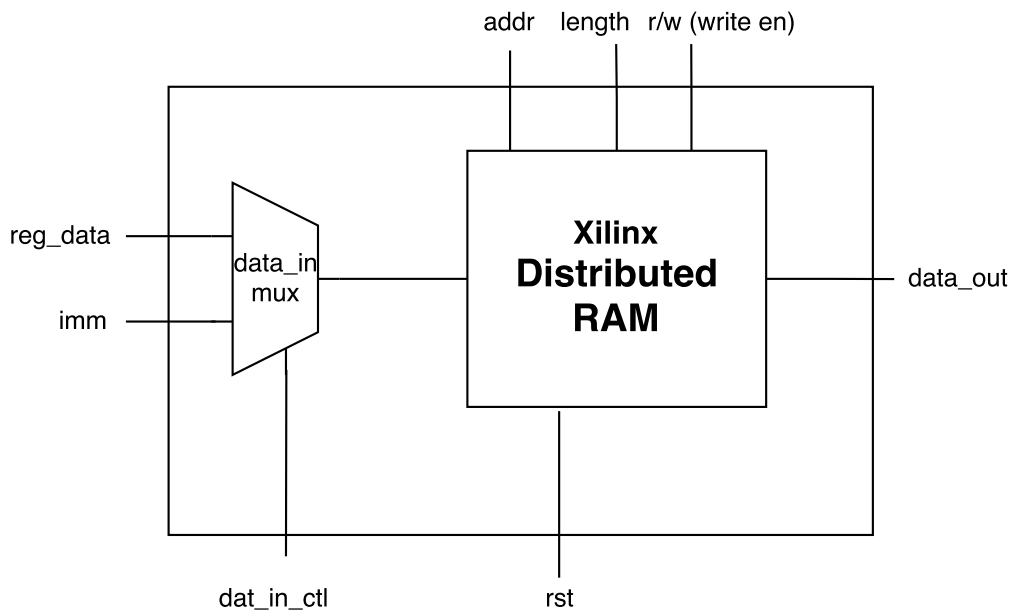 addr length r/w (write en)
reg_data
data_in
mux
imm
Xilinx
Distributed
RAM
data_out
dat_in_ctl
rst